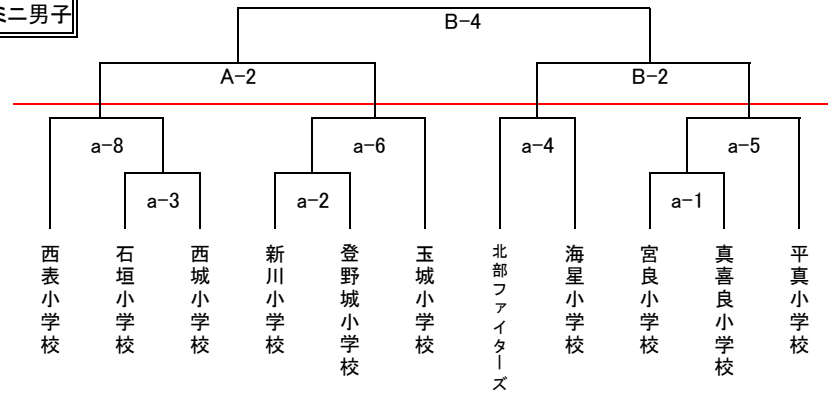 ミニ男子
B-4
A-2
B-2
a-8
a-6
a-4
a-5
a-3
a-2
a-1
西表小学校
石垣小学校
西城小学校
新川小学校
登野城小学校
玉城小学校
北部ファイターズ
海星小学校
宮良小学校
真喜良小学校
平真小学校